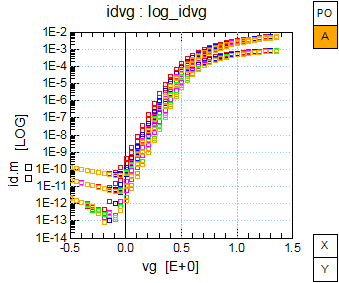 idvg : log_idvg
PO
A
1E-2
1E-3
1E-4
1E-5
1E-6
1E-7
1E-8
1E-9
1E-10
1E-11
1E-12
1E-13
1E-14
id.m [LOG]
-0.5 0.0 0.5 1.0 1.5
vg [E+0]
X
Y